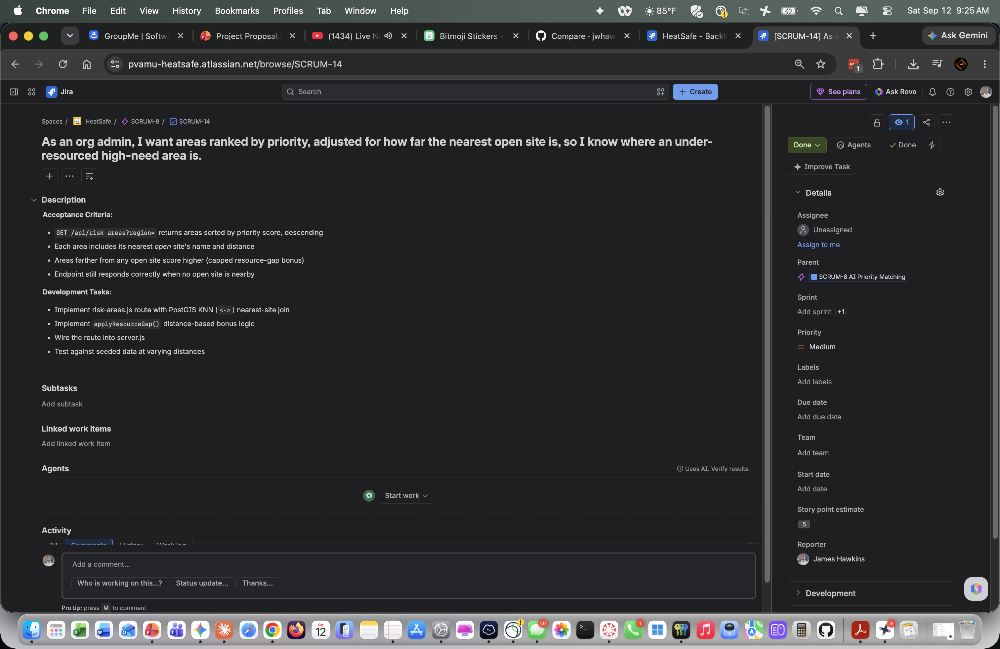 Chrome File Edit View History Bookmarks Profiles Tab Window Help 85°F Sat Sep 12 9:25 AM
GroupMe | Softwa Project Proposal. (1434) Live N Bitmoji Stickers • Compare · jwhaw HeatSafe - Backl [SCRUM-14] As a Ask Gemini
pvamu-heatsafe.atlassian.net/browse/SCRUM-14 1
Jira Search + Create See plans Ask Rovo
Spaces / HeatSafe / SCRUM-8 / SCRUM-14
As an org admin, I want areas ranked by priority, adjusted for how far the nearest open site is, so I know where an under-
resourced high-need area is.
Description
Acceptance Criteria:
• GET /api/risk-areas?region= returns areas sorted by priority score, descending
• Each area includes its nearest open site's name and distance
• Areas farther from any open site score higher (capped resource-gap bonus)
• Endpoint still responds correctly when no open site is nearby
Development Tasks:
• Implement risk-areas.js route with PostGIS KNN (<->) nearest-site join
• Implement applyResourceGap() distance-based bonus logic
• Wire the route into server.js
• Test against seeded data at varying distances
Subtasks
Add subtask
Linked work items
Add linked work item
Agents
Uses AI. Verify results.
Start work
Activity
All Comments History Work log
Add a comment...
Who is working on this...? Status update... Thanks...
Pro tip: press M to comment
1
Done Agents Done
Improve Task
Details
Assignee
Unassigned
Assign to me
Parent
SCRUM-8 AI Priority Matching
Sprint
Add sprint +1
Priority
Medium
Labels
Add labels
Due date
Add due date
Team
Add team
Start date
Add date
Story point estimate
5
Reporter
James Hawkins
Development
Sat
12
137
1
9